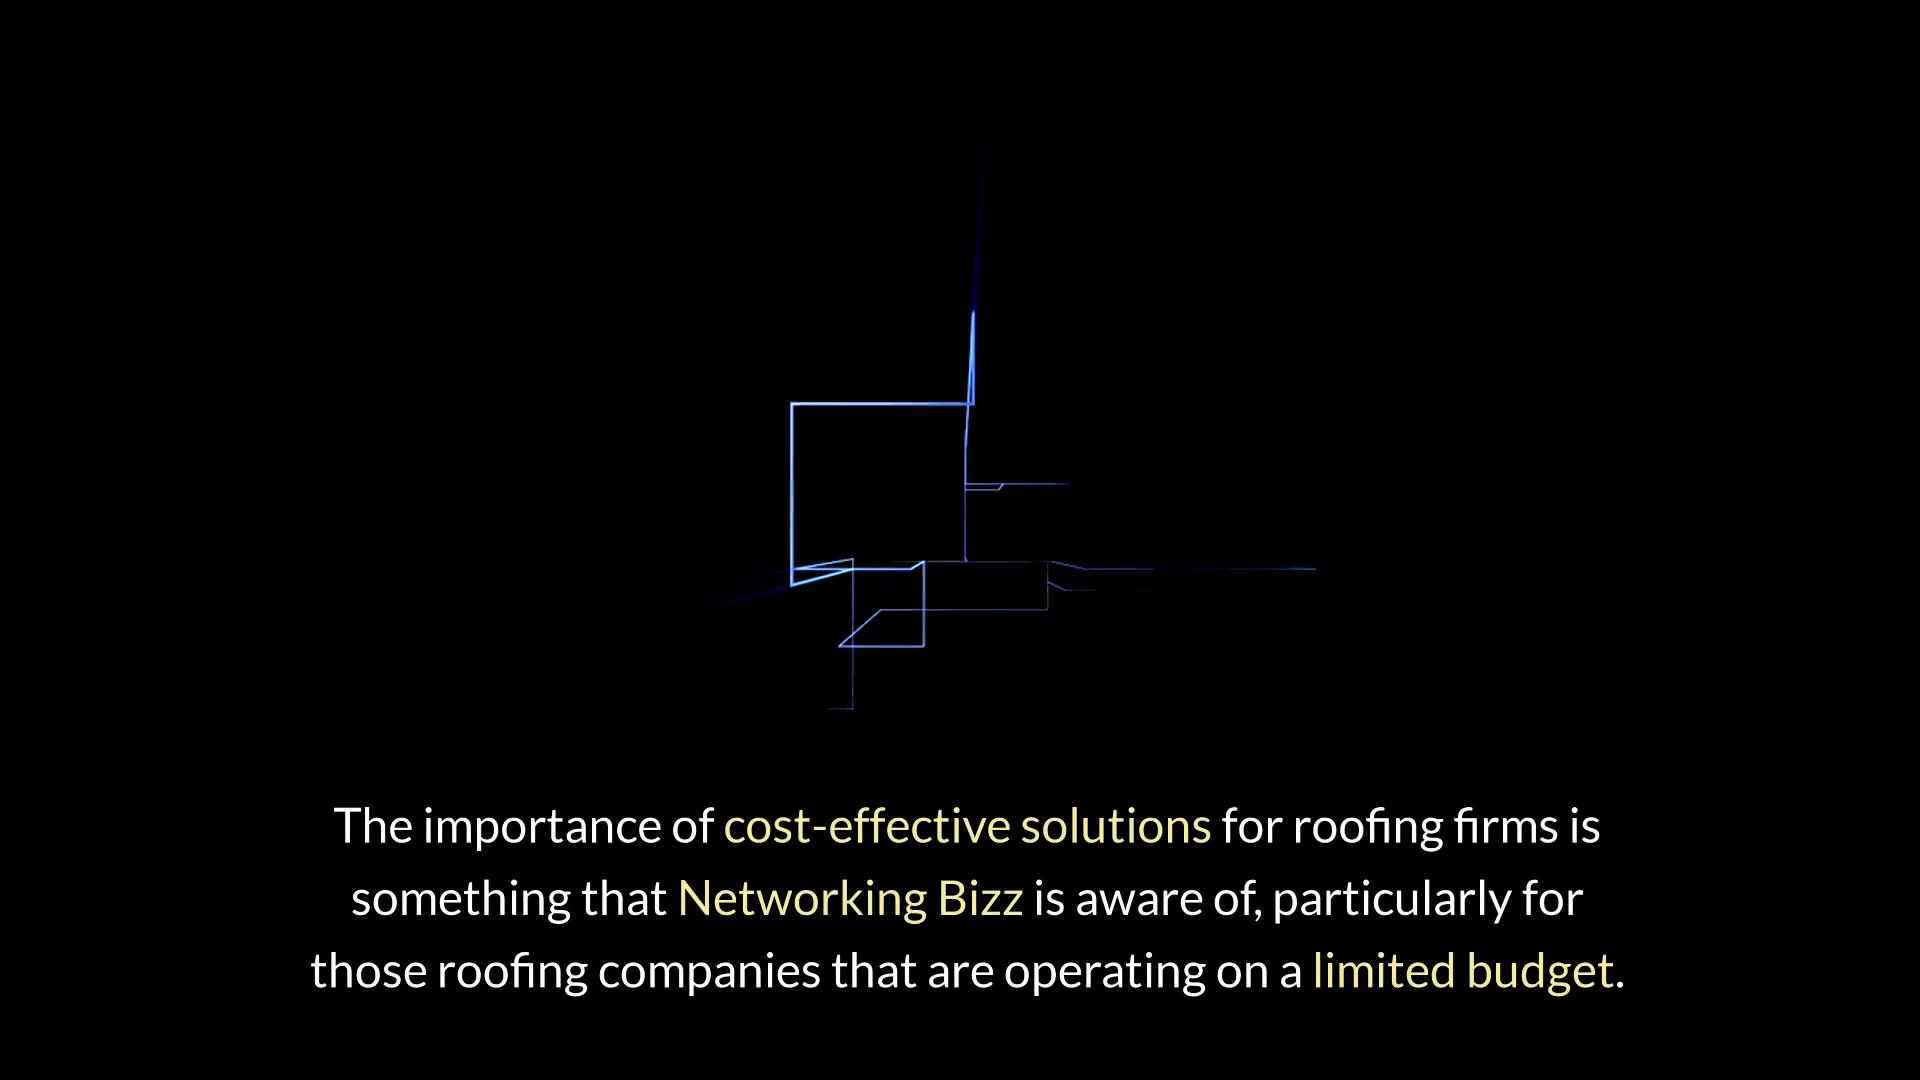 The importance of cost-effective solutions for roofing firms is
something that Networking Bizz is aware of, particularly for
those roofing companies that are operating on a limited budget.